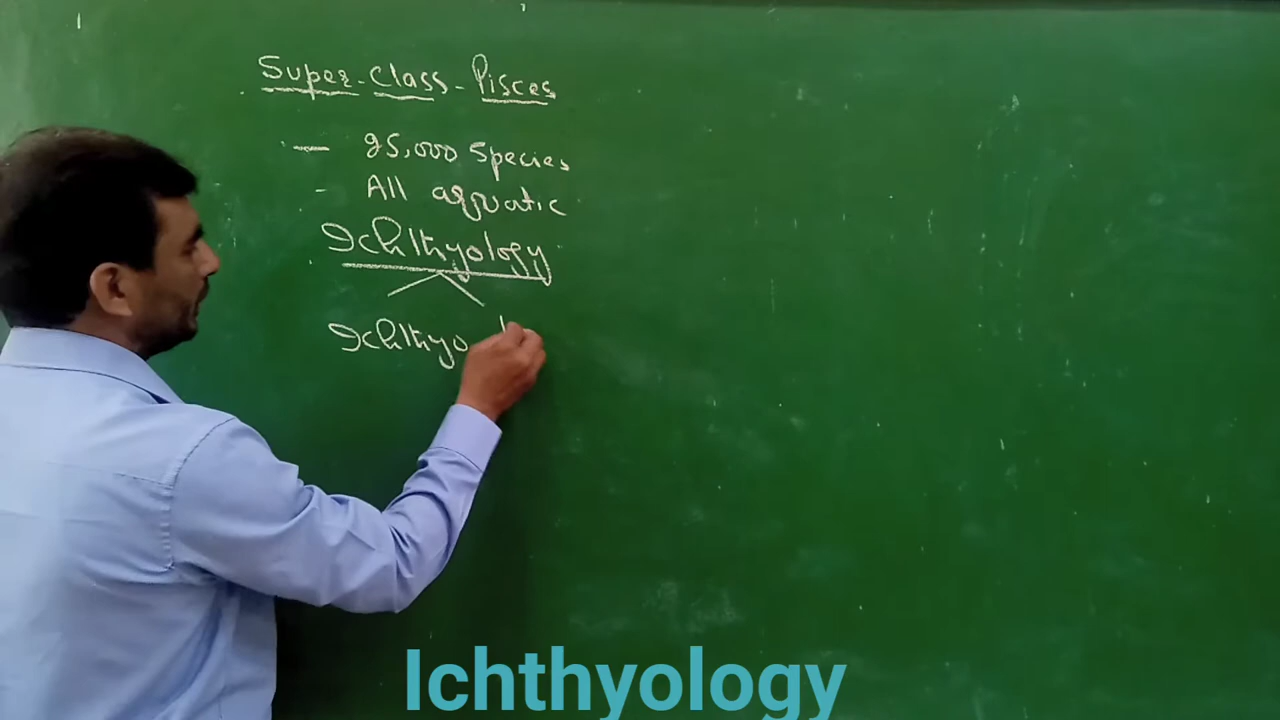 Super-Class-Pisces
— 25,000 Species
- All aquatic
Ichthyology
Ichthyo
Ichthyology